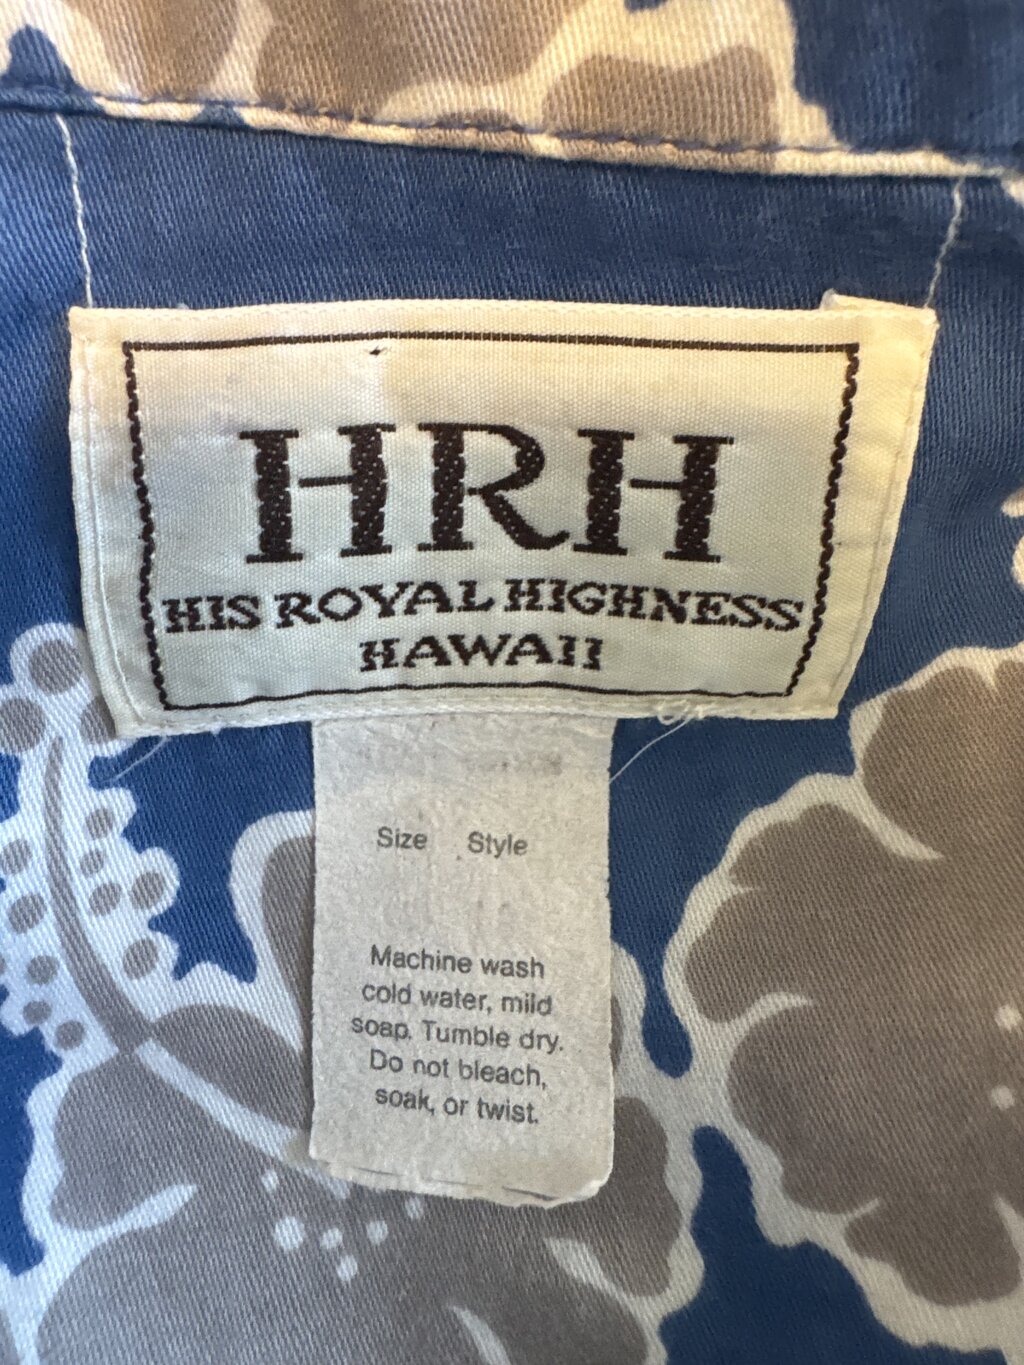 HRH
HIS ROYAL HIGHNESS
HAWAII
Size Style
Machine wash
cold water, mild
soap. Tumble dry.
Do not bleach,
soak, or twist.